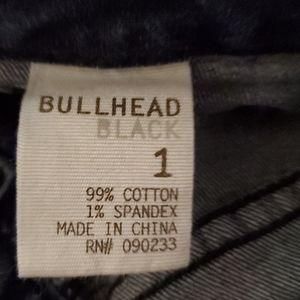 BULLHEAD
BLACK
1
99% COTTON
1% SPANDEX
MADE IN CHINA
RN# 090233